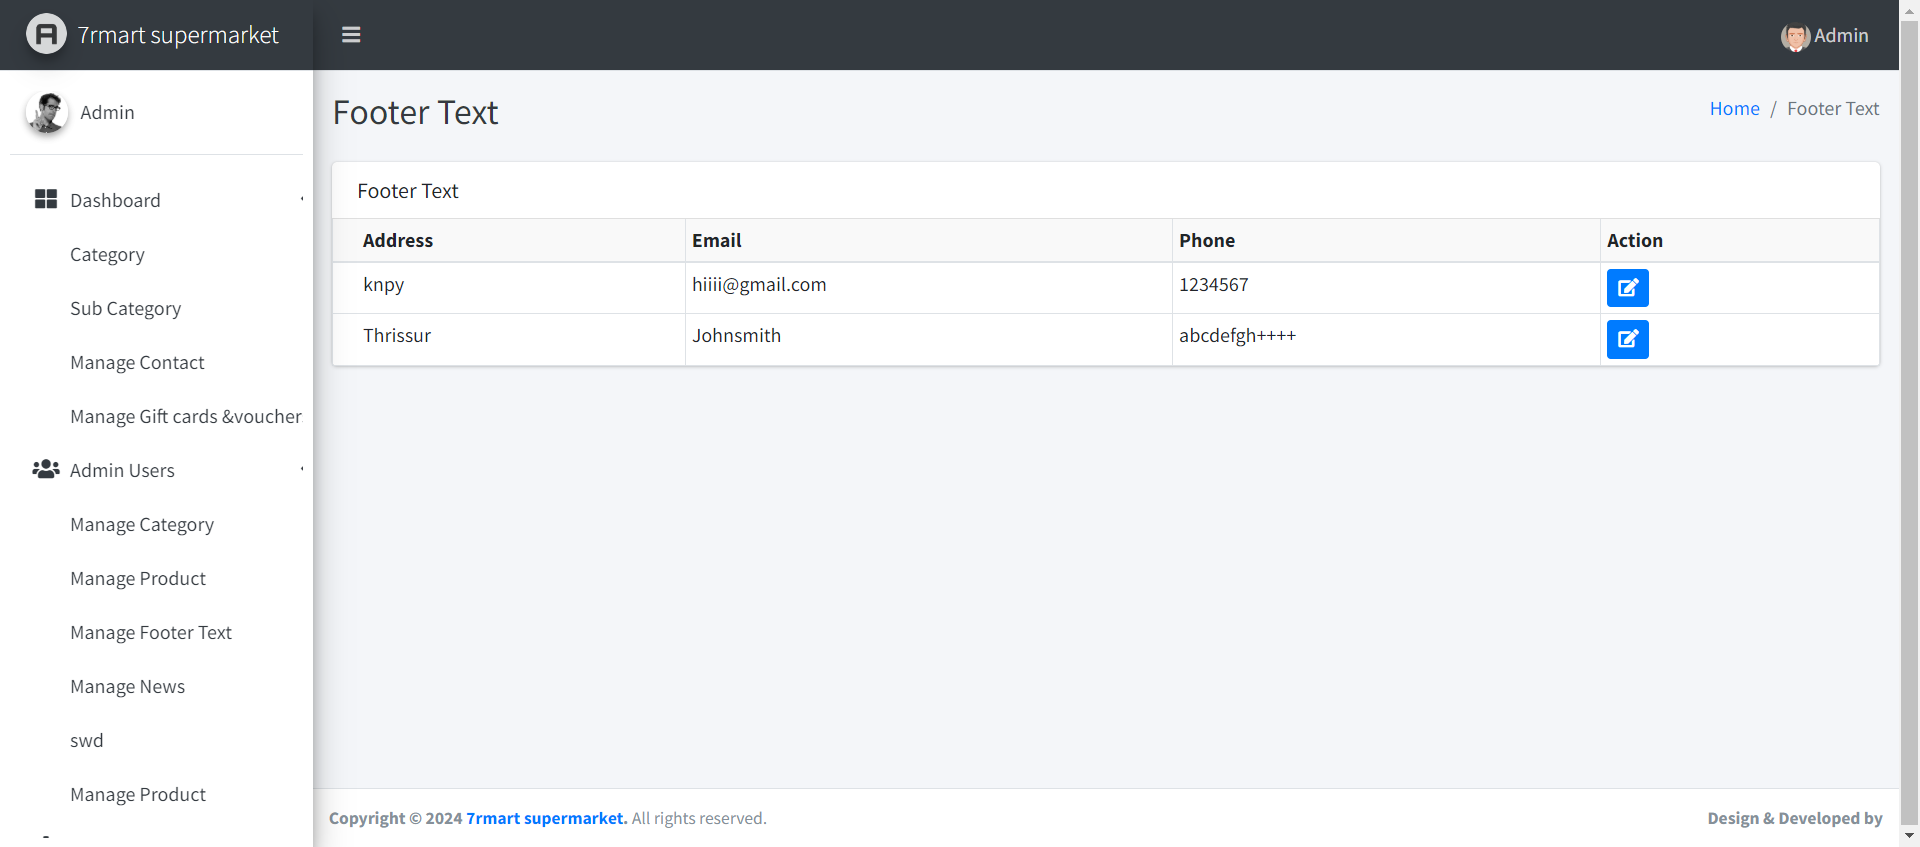 7rmart supermarket
Admin
Admin
Dashboard
Category
Sub Category
Manage Contact
Manage Gift cards &voucher
Admin Users
Manage Category
Manage Product
Manage Footer Text
Manage News
swd
Manage Product
Footer Text
Home / Footer Text
Footer Text
Address Email Phone Action
knpy hiiii@gmail.com 1234567
Thrissur Johnsmith abcdefgh++++
Copyright © 2024 7rmart supermarket. All rights reserved.
Design & Developed by